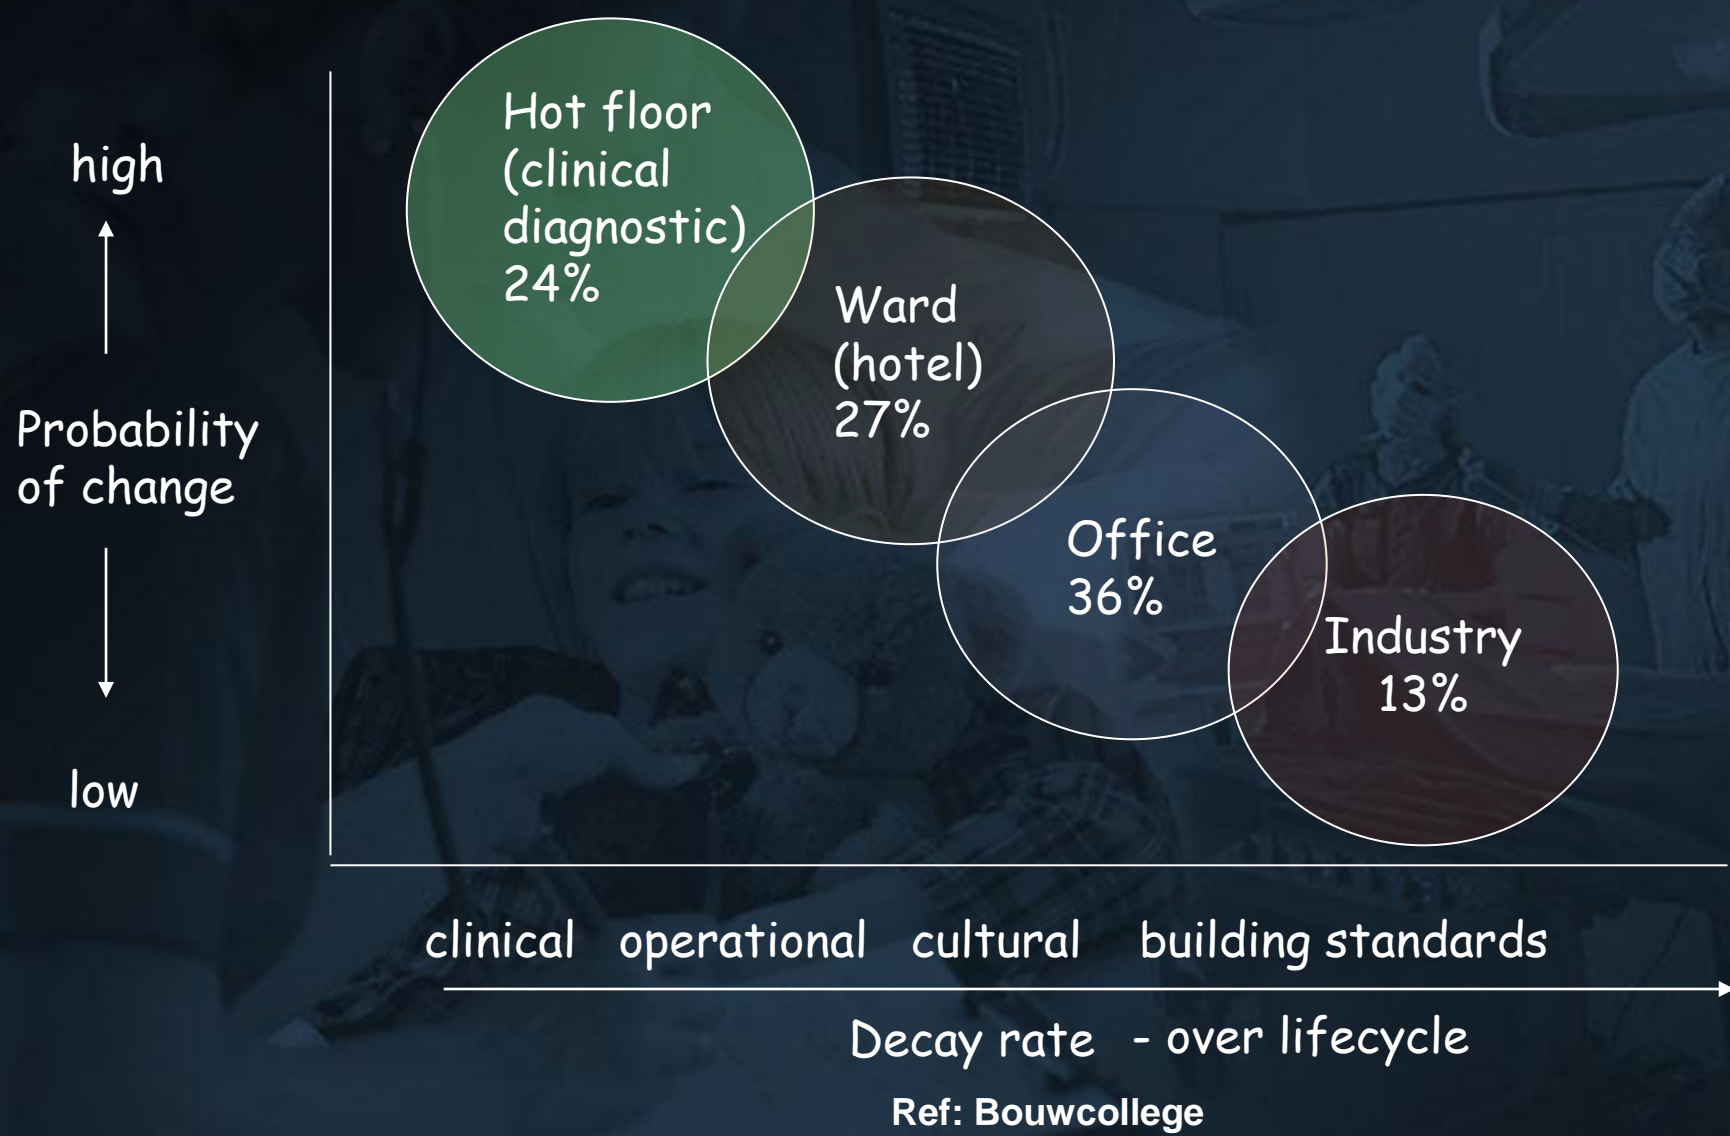 Hot floor
(clinical
diagnostic)
24%
high
Ward
(hotel)
27%
Probability
of change
Office
36%
Industry
13%
low
clinical operational cultural building standards
Decay rate - over lifecycle
Ref: Bouwcollege